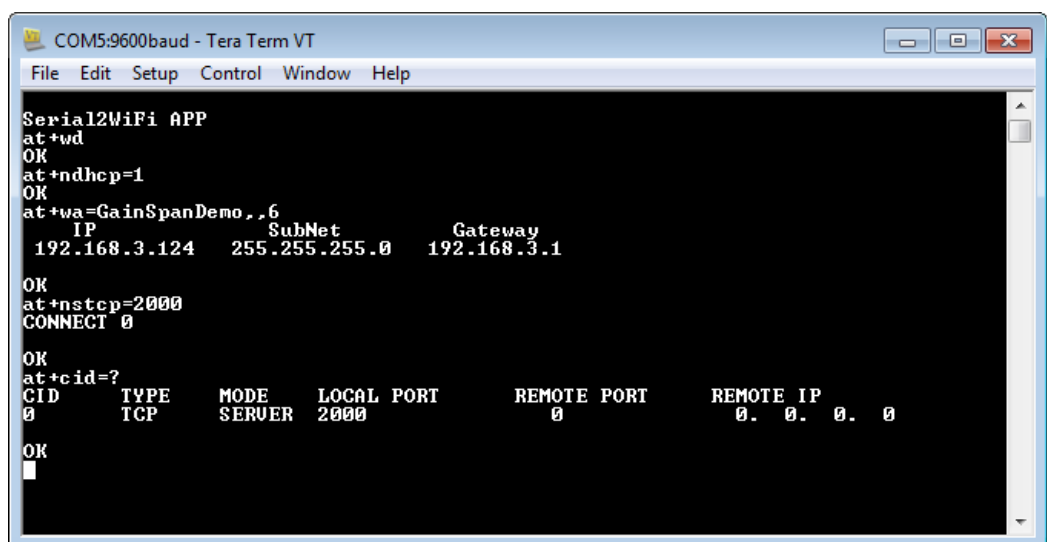 COM5:9600baud - Tera Term VT
File Edit Setup Control Window Help
Serial2WiFi APP
at+wd
OK
at+ndhcp=1
OK
at+wa=GainSpanDemo,,6
IP SubNet Gateway
192.168.3.124 255.255.255.0 192.168.3.1
OK
at+nstcp=2000
CONNECT 0
OK
at+cid=?
CID TYPE MODE LOCAL PORT REMOTE PORT REMOTE IP
0 TCP SERVER 2000 0 0. 0. 0. 0
OK